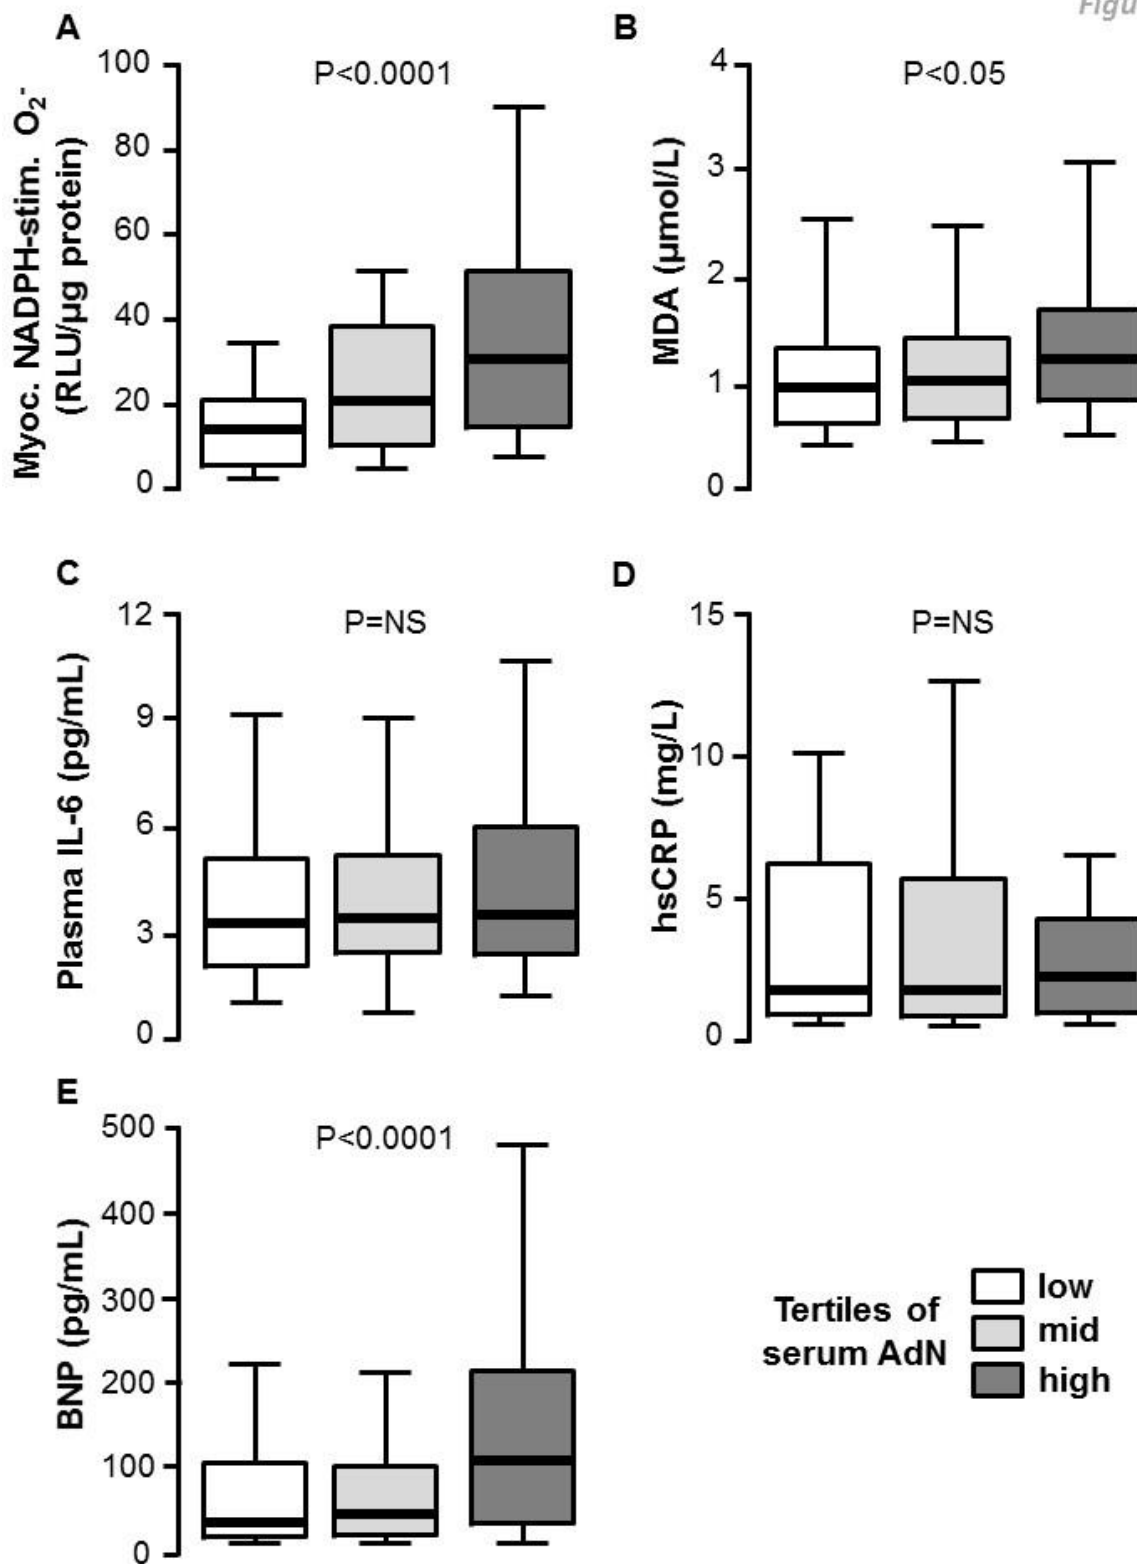 Figu
A
Myoc. NADPH-stim. O₂⁻
(RLU/µg protein)
100
80
60
40
20
0
P<0.0001
B
MDA (µmol/L)
4
3
2
1
0
P<0.05
C
Plasma IL-6 (pg/mL)
12
9
6
3
0
P=NS
D
hsCRP (mg/L)
15
10
5
0
P=NS
E
BNP (pg/mL)
500
400
300
200
100
0
P<0.0001
Tertiles of
serum AdN
low
mid
high